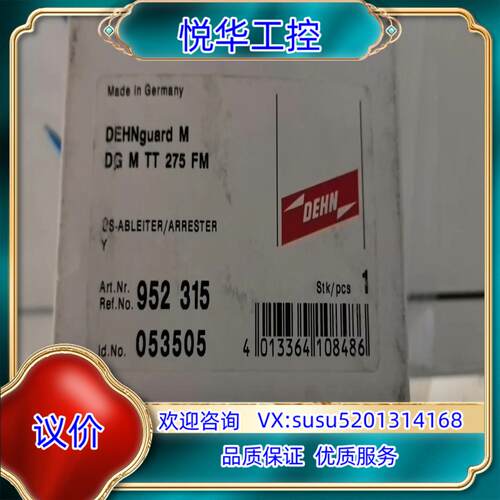 悦华工控
Made in Germany
DEHNguard M
DG M TT 275 FM
DEHN
ÜS-ABLEITER/ARRESTER
Y
Art.Nr.
Ref.No. 952 315
Stk/pcs 1
Id.No. 053505
4 013364 108486
议价
欢迎咨询 VX:susu5201314168
品质保证 优质服务